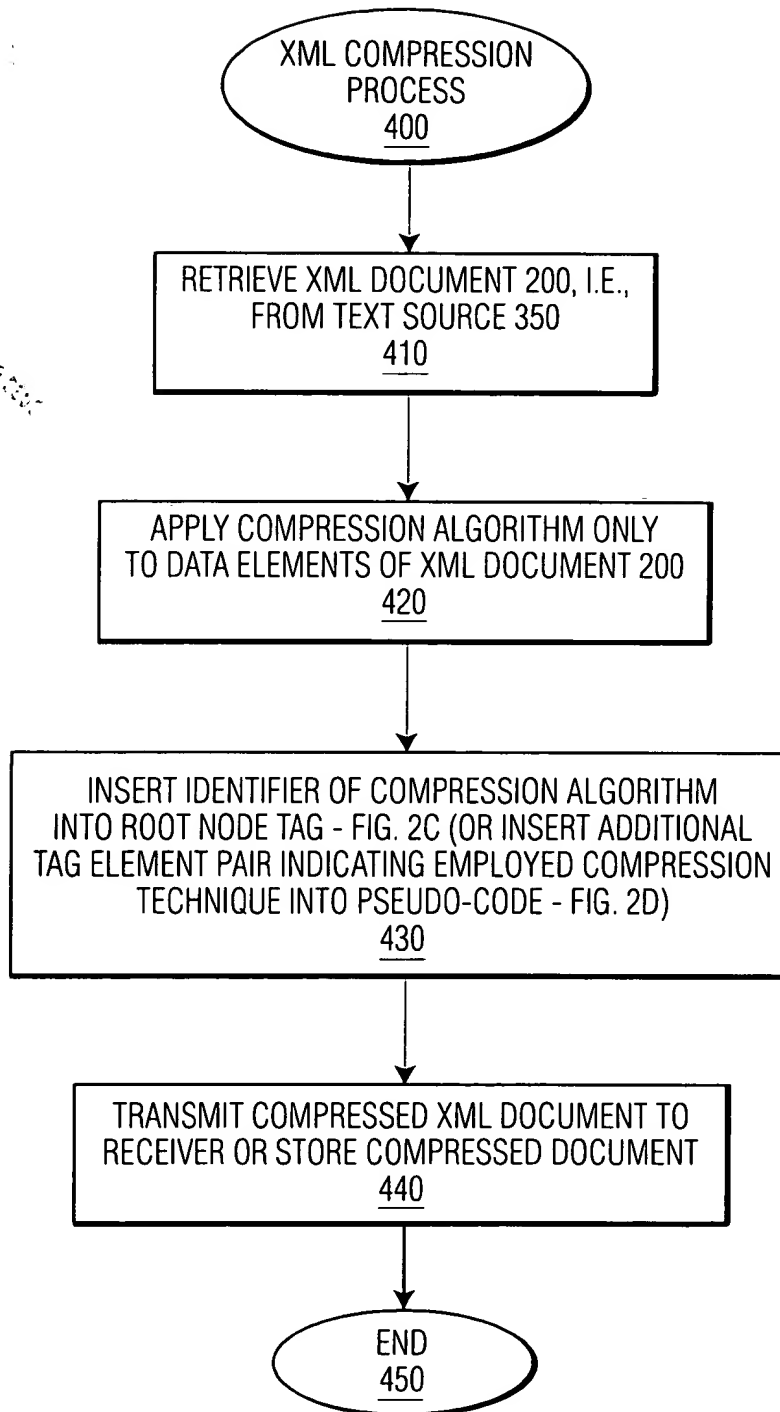 XML COMPRESSION
PROCESS
400
RETRIEVE XML DOCUMENT 200, I.E.,
FROM TEXT SOURCE 350
410
APPLY COMPRESSION ALGORITHM ONLY
TO DATA ELEMENTS OF XML DOCUMENT 200
420
INSERT IDENTIFIER OF COMPRESSION ALGORITHM
INTO ROOT NODE TAG - FIG. 2C (OR INSERT ADDITIONAL
TAG ELEMENT PAIR INDICATING EMPLOYED COMPRESSION
TECHNIQUE INTO PSEUDO-CODE - FIG. 2D)
430
TRANSMIT COMPRESSED XML DOCUMENT TO
RECEIVER OR STORE COMPRESSED DOCUMENT
440
END
450